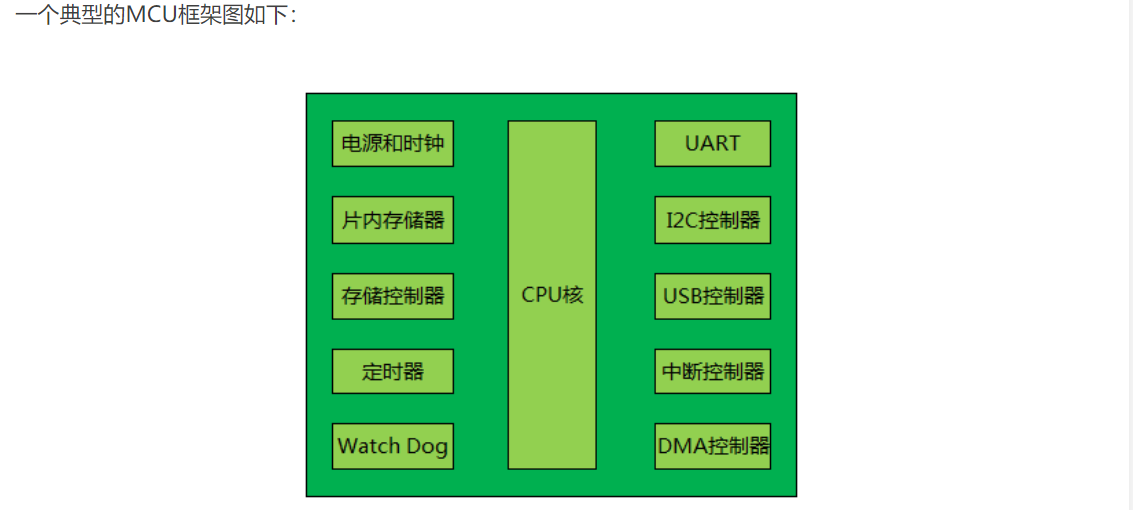 一个典型的MCU框架图如下：
电源和时钟
片内存储器
存储控制器
定时器
Watch Dog
CPU核
UART
I2C控制器
USB控制器
中断控制器
DMA控制器